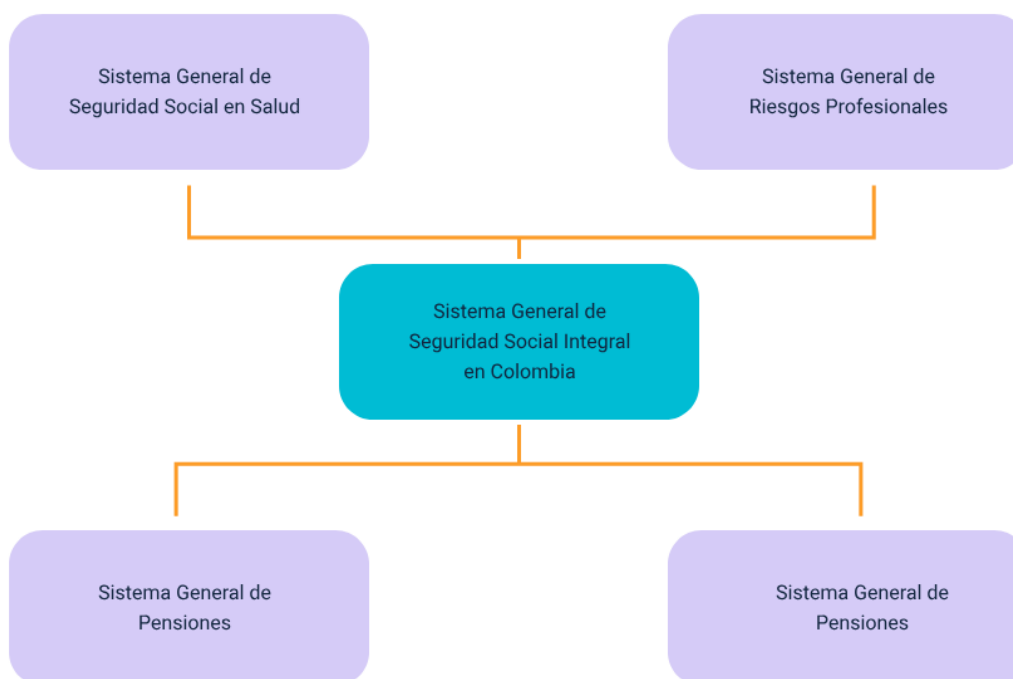 Sistema General de
Seguridad Social en Salud
Sistema General de
Riesgos Profesionales
Sistema General de
Seguridad Social Integral
en Colombia
Sistema General de
Pensiones
Sistema General de
Pensiones